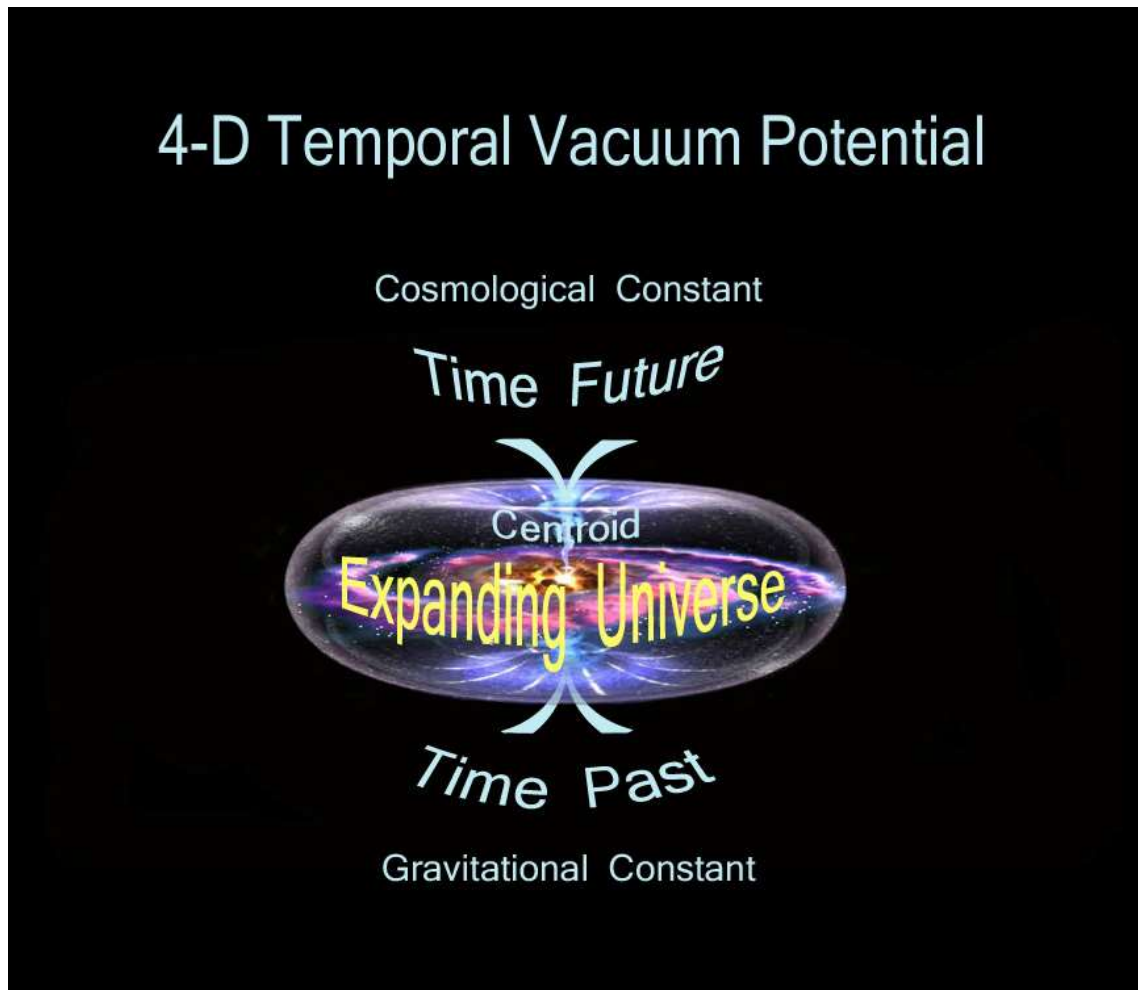 4-D Temporal Vacuum Potential
Cosmological Constant
Time Future
Centroid
Expanding Universe
Time Past
Gravitational Constant